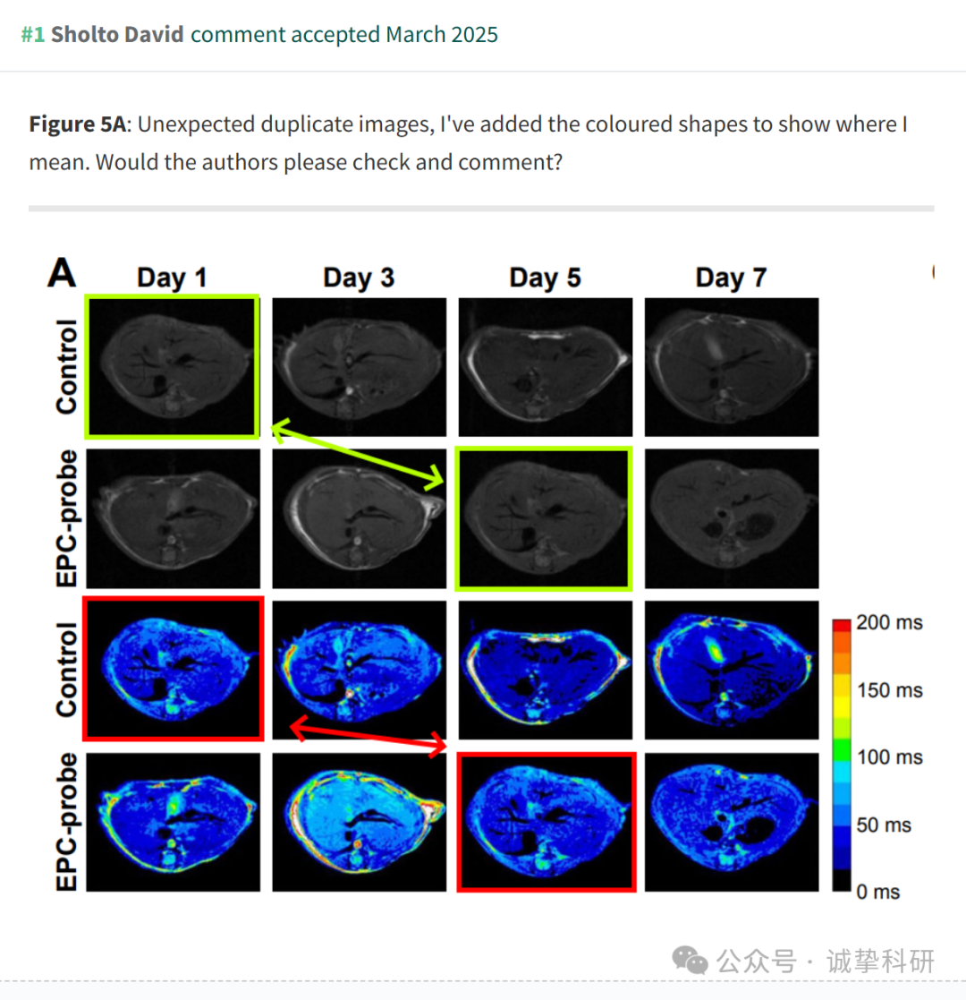 #1 Sholto David comment accepted March 2025
Figure 5A: Unexpected duplicate images, I've added the coloured shapes to show where I
mean. Would the authors please check and comment?
A
Day 1 Day 3 Day 5 Day 7
Control
EPC-probe
Control
EPC-probe
200 ms
150 ms
100 ms
50 ms
0 ms
公众号 · 诚挚科研